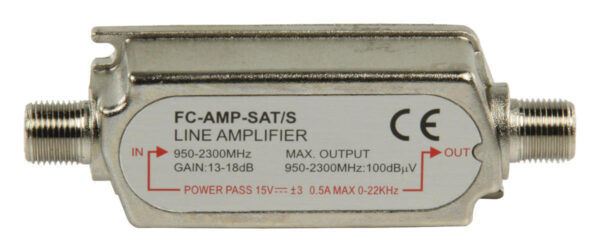 FC-AMP-SAT/S
LINE AMPLIFIER
CE
IN 950-2300MHz MAX. OUTPUT OUT
GAIN:13-18dB 950-2300MHz:100dBµV
POWER PASS 15V⎓ ±3 0.5A MAX 0-22KHz